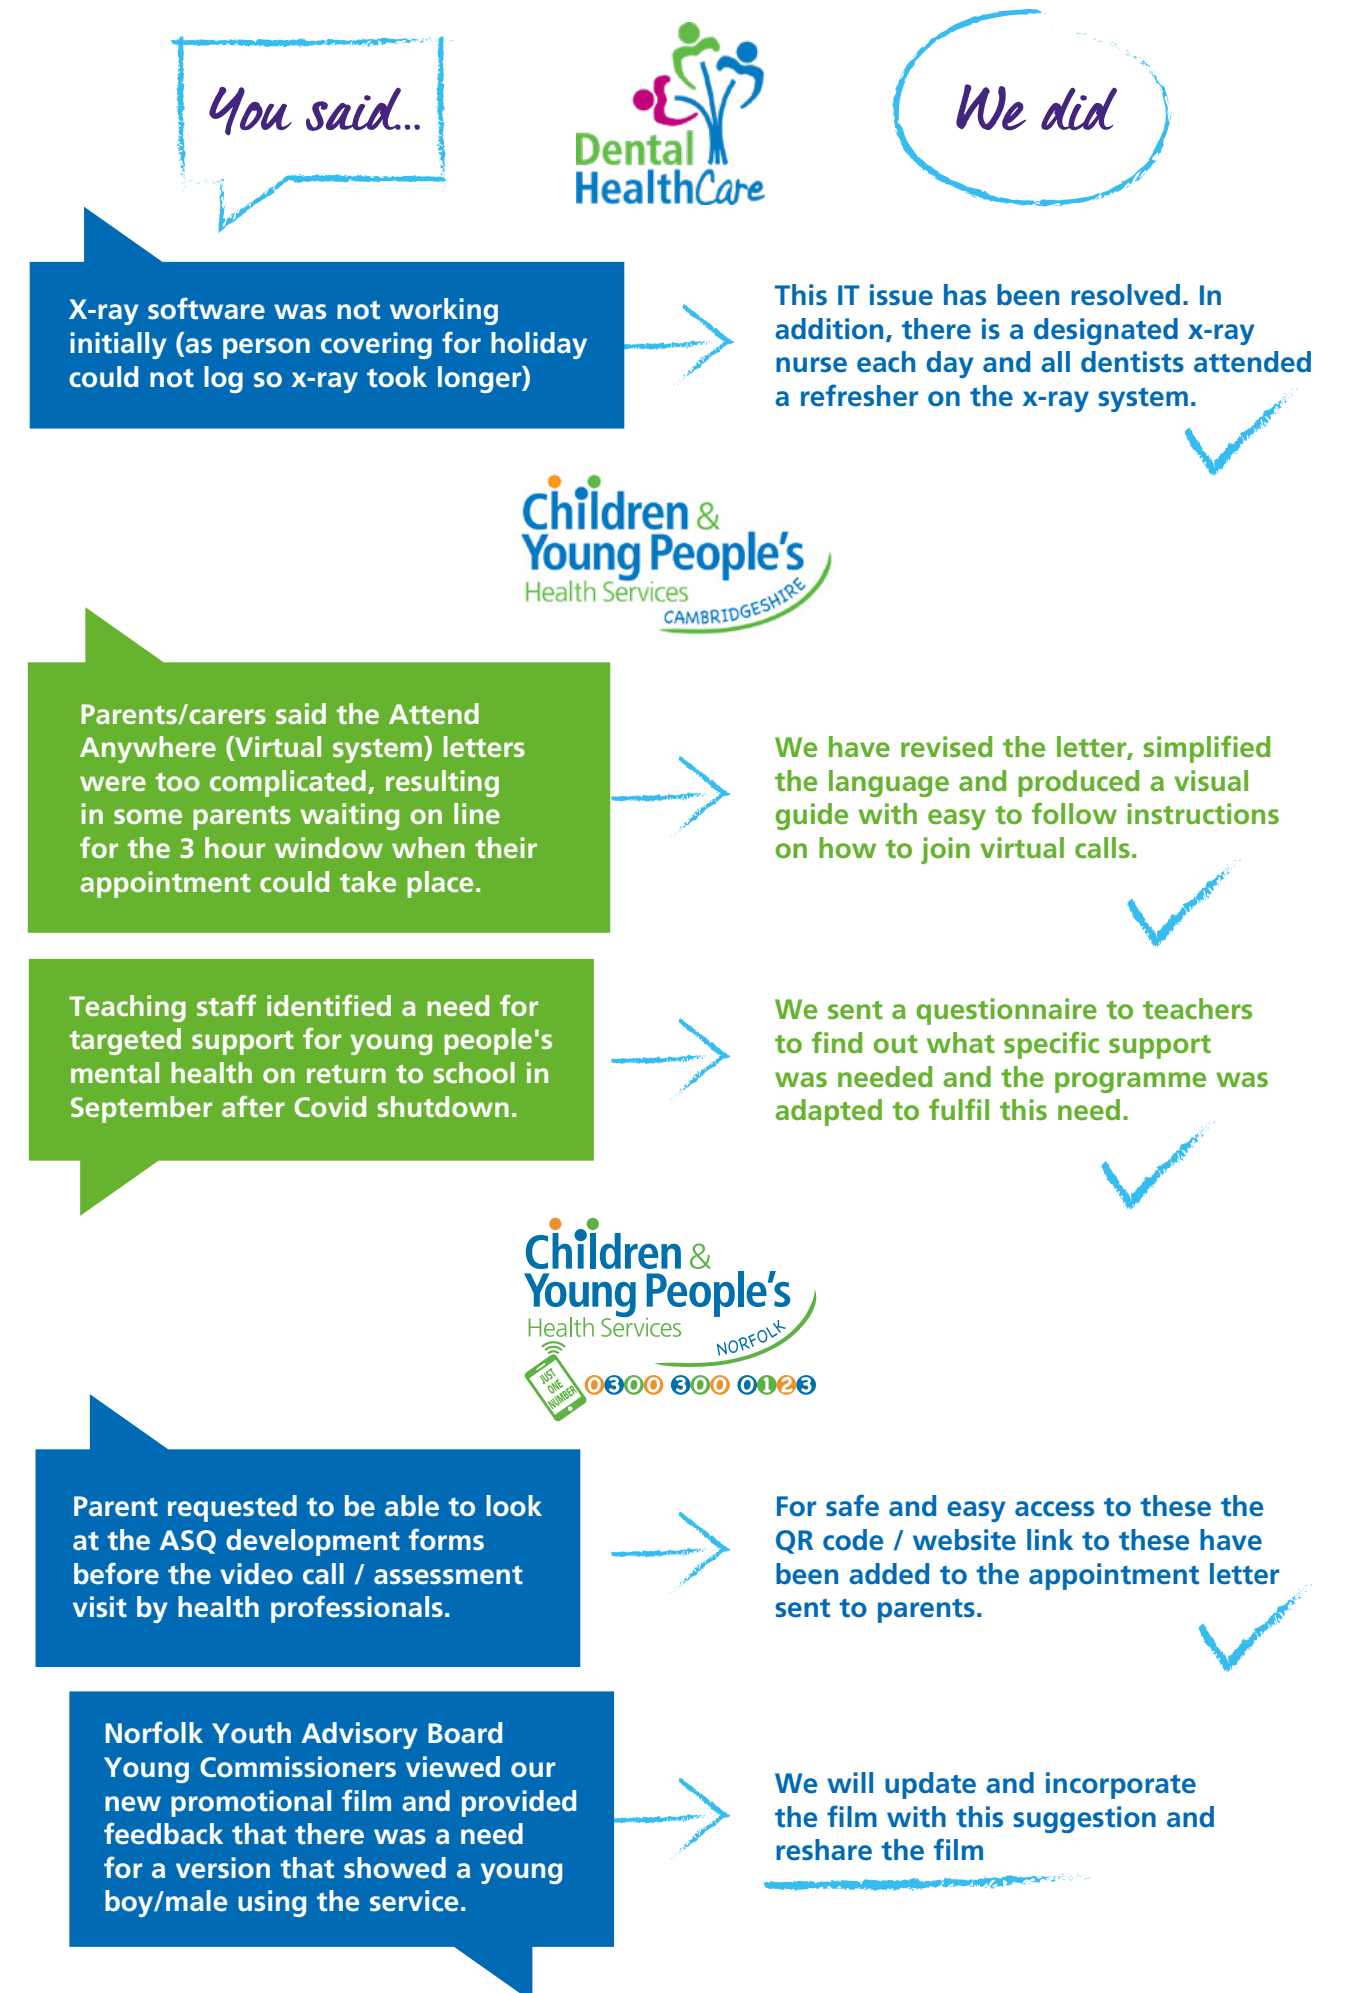 You said...
Dental
HealthCare
We did
X-ray software was not working
initially (as person covering for holiday
could not log so x-ray took longer)
This IT issue has been resolved. In
addition, there is a designated x-ray
nurse each day and all dentists attended
a refresher on the x-ray system.
Children &
Young People's
Health Services
CAMBRIDGESHIRE
Parents/carers said the Attend
Anywhere (Virtual system) letters
were too complicated, resulting
in some parents waiting on line
for the 3 hour window when their
appointment could take place.
We have revised the letter, simplified
the language and produced a visual
guide with easy to follow instructions
on how to join virtual calls.
Teaching staff identified a need for
targeted support for young people's
mental health on return to school in
September after Covid shutdown.
We sent a questionnaire to teachers
to find out what specific support
was needed and the programme was
adapted to fulfil this need.
Children &
Young People's
Health Services
NORFOLK
JUST
ONE
NUMBER
0300 300 0123
Parent requested to be able to look
at the ASQ development forms
before the video call / assessment
visit by health professionals.
For safe and easy access to these the
QR code / website link to these have
been added to the appointment letter
sent to parents.
Norfolk Youth Advisory Board
Young Commissioners viewed our
new promotional film and provided
feedback that there was a need
for a version that showed a young
boy/male using the service.
We will update and incorporate
the film with this suggestion and
reshare the film